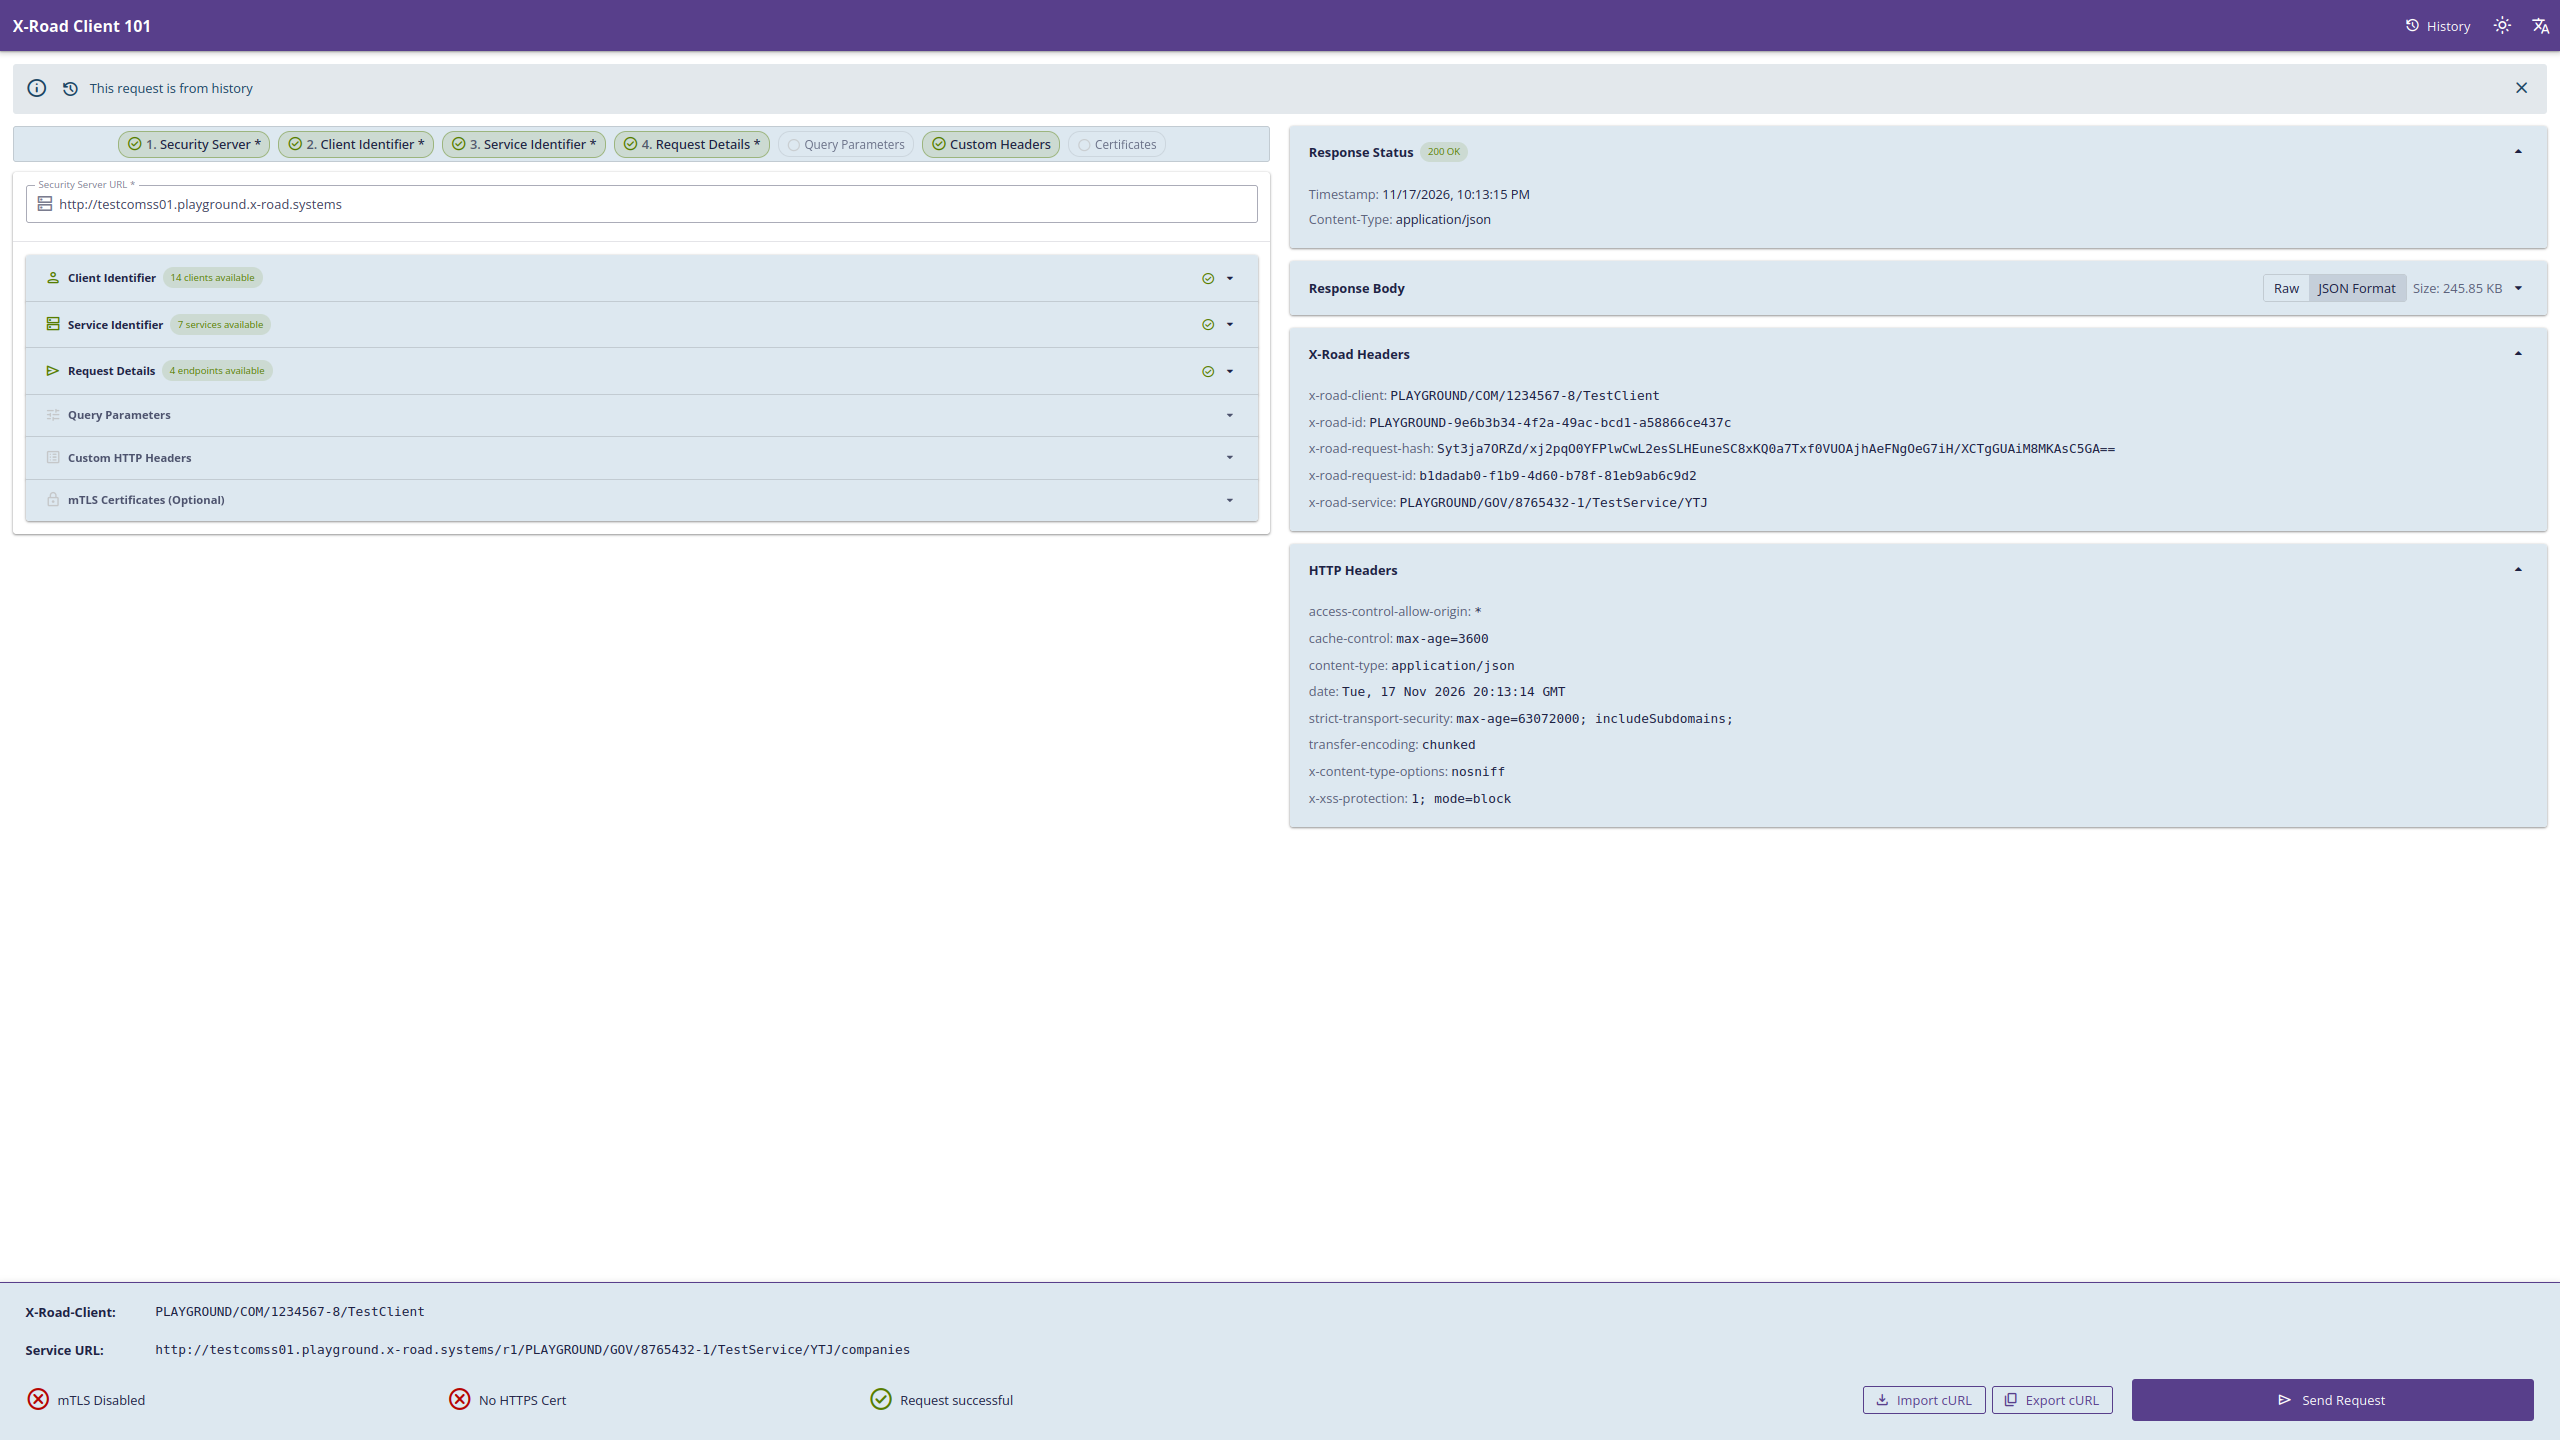 X-Road Client 101
History
This request is from history
1. Security Server *
2. Client Identifier *
3. Service Identifier *
4. Request Details *
Query Parameters
Custom Headers
Certificates
Security Server URL *
http://testcomss01.playground.x-road.systems
Client Identifier 14 clients available
Service Identifier 7 services available
Request Details 4 endpoints available
Query Parameters
Custom HTTP Headers
mTLS Certificates (Optional)
Response Status 200 OK
Timestamp: 11/17/2026, 10:13:15 PM
Content-Type: application/json
Response Body Raw JSON Format Size: 245.85 KB
X-Road Headers
x-road-client: PLAYGROUND/COM/1234567-8/TestClient
x-road-id: PLAYGROUND-9e6b3b34-4f2a-49ac-bcd1-a58866ce437c
x-road-request-hash: Syt3ja7ORZd/xj2pqO0YFPlwCwL2esSLHEuneSC8xKQ0a7Txf0VUOAjhAeFNgOeG7iH/XCTgGUAiM8MKAsC5GA==
x-road-request-id: b1dadab0-f1b9-4d60-b78f-81eb9ab6c9d2
x-road-service: PLAYGROUND/GOV/8765432-1/TestService/YTJ
HTTP Headers
access-control-allow-origin: *
cache-control: max-age=3600
content-type: application/json
date: Tue, 17 Nov 2026 20:13:14 GMT
strict-transport-security: max-age=63072000; includeSubdomains;
transfer-encoding: chunked
x-content-type-options: nosniff
x-xss-protection: 1; mode=block
X-Road-Client: PLAYGROUND/COM/1234567-8/TestClient
Service URL: http://testcomss01.playground.x-road.systems/r1/PLAYGROUND/GOV/8765432-1/TestService/YTJ/companies
mTLS Disabled
No HTTPS Cert
Request successful
Import cURL
Export cURL
Send Request